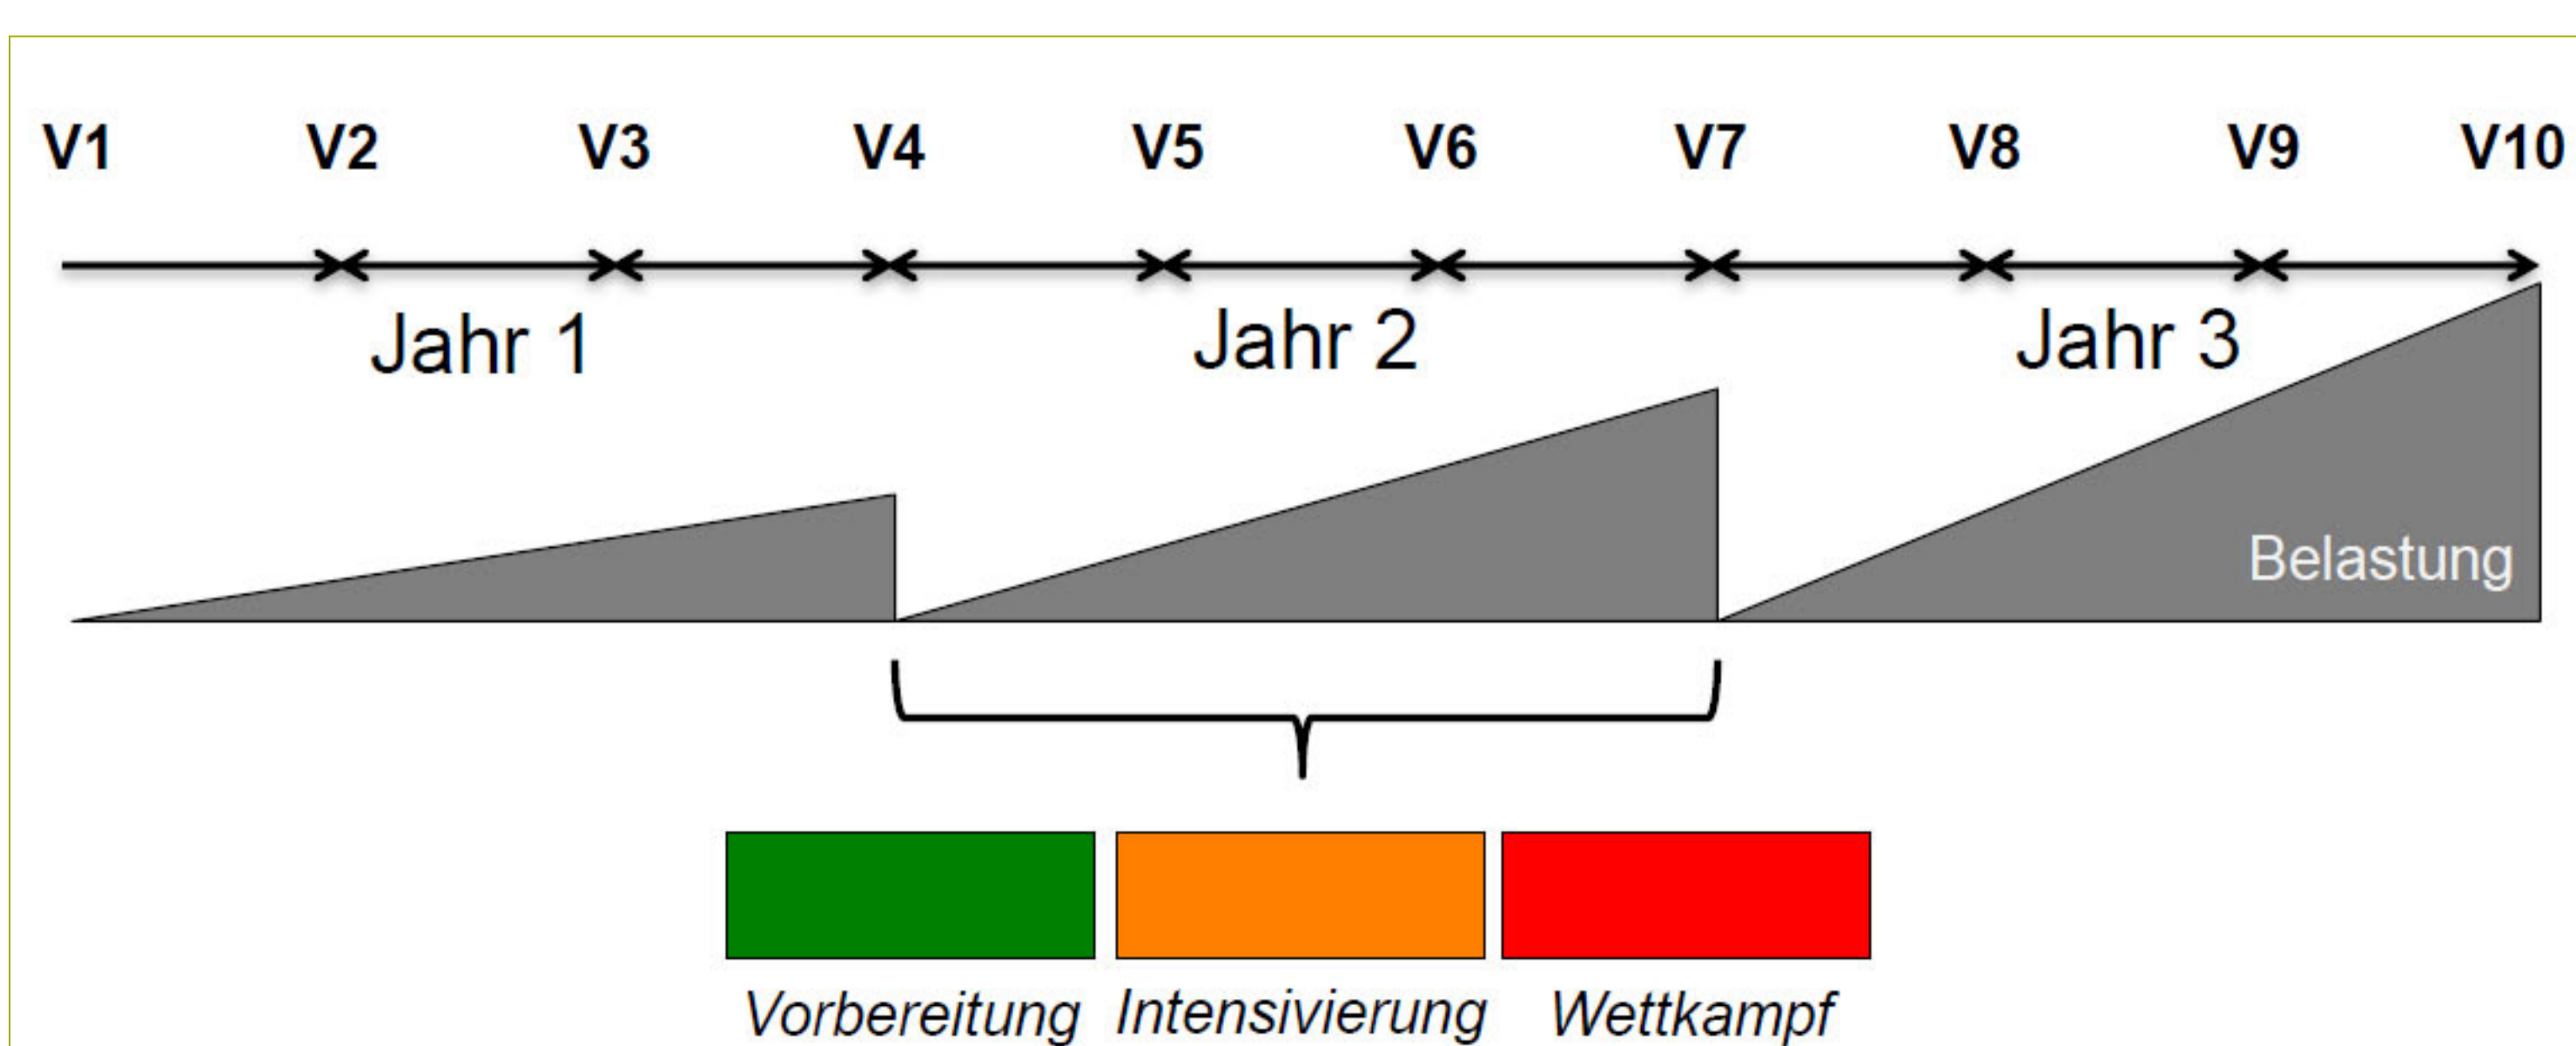 V1 V2 V3 V4 V5 V6 V7 V8 V9 V10
Jahr 1 Jahr 2 Jahr 3
Belastung
Vorbereitung Intensivierung Wettkampf